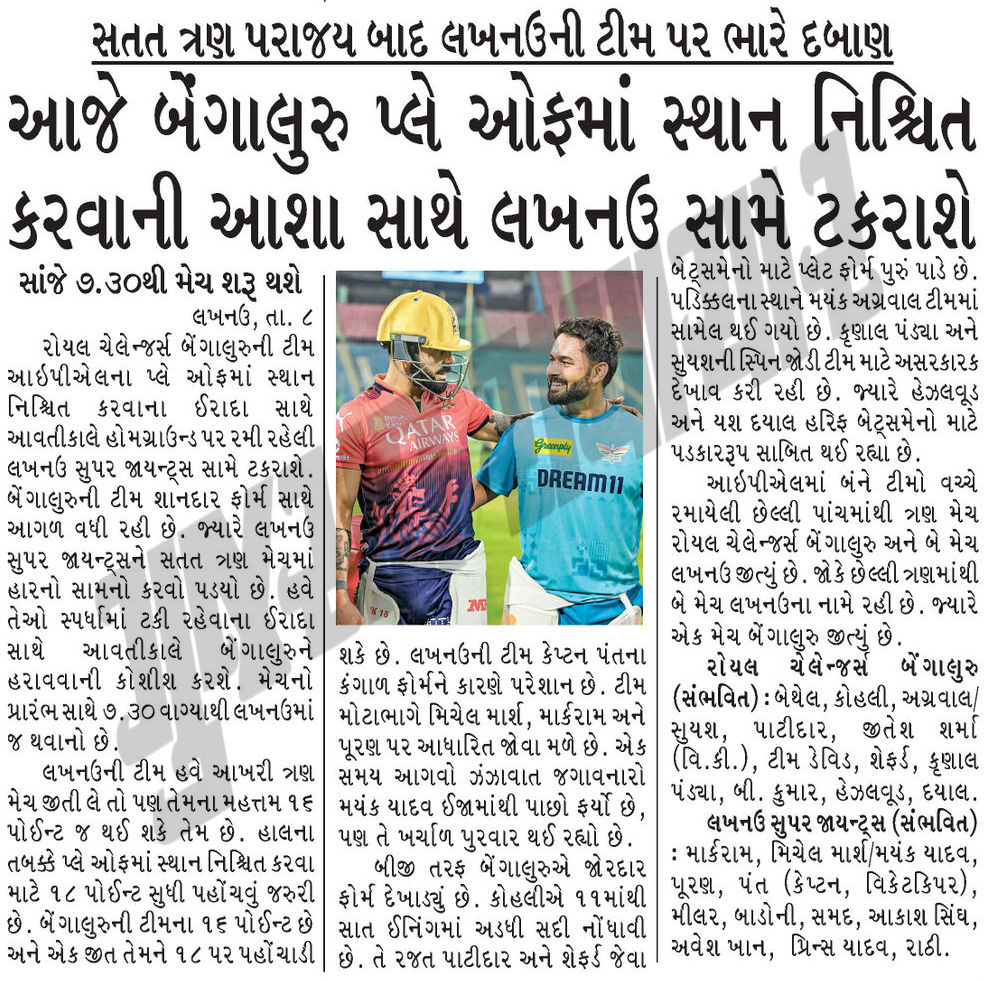 સતત ત્રણ પરાજય બાદ લખનઉની ટીમ પર ભારે દબાણ
આજે બેંગાલુરુ પ્લે ઓફમાં સ્થાન નિશ્ચિત
કરવાની આશા સાથે લખનઉ સામે ટકરાશે
સાંજે ૭.૩૦થી મેચ શરૂ થશે
લખનઉ, તા. ૮
રોયલ ચેલેન્જર્સ બેંગાલુરુની ટીમ
આઇપીએલના પ્લે ઓફમાં સ્થાન
નિશ્ચિત કરવાના ઈરાદા સાથે
આવતીકાલે હોમગ્રાઉન્ડ પર રમી રહેલી
લખનઉ સુપર જાયન્ટ્સ સામે ટકરાશે.
બેંગાલુરુની ટીમ શાનદાર ફોર્મ સાથે
આગળ વધી રહી છે. જ્યારે લખનઉ
સુપર જાયન્ટ્સને સતત ત્રણ મેચમાં
હારનો સામનો કરવો પડયો છે. હવે
તેઓ સ્પર્ધામાં ટકી રહેવાના ઈરાદા
સાથે આવતીકાલે બેંગાલુરુને
હરાવવાની કોશીશ કરશે. મેચનો
પ્રારંભ સાથે ૭.૩૦ વાગ્યાથી લખનઉમાં
જ થવાનો છે.
લખનઉની ટીમ હવે આખરી ત્રણ
મેચ જીતી લે તો પણ તેમના મહત્તમ ૧૬
પોઈન્ટ જ થઈ શકે તેમ છે. હાલના
તબક્કે પ્લે ઓફમાં સ્થાન નિશ્ચિત કરવા
માટે ૧૮ પોઈન્ટ સુધી પહોંચવું જરુરી
છે. બેંગાલુરુની ટીમના ૧૬ પોઈન્ટ છે
અને એક જીત તેમને ૧૮ પર પહોંચાડી
QATAR
AIRWAYS
'K 18
Greenply
DREAM11
શકે છે. લખનઉની ટીમ કેપ્ટન પંતના
કંગાળ ફોર્મને કારણે પરેશાન છે. ટીમ
મોટાભાગે મિચેલ માર્શ, માર્કરામ અને
પૂરણ પર આધારિત જોવા મળે છે. એક
સમય આગવો ઝંઝાવાત જગાવનારો
મયંક યાદવ ઈજામાંથી પાછો ફર્યો છે,
પણ તે ખર્ચાળ પુરવાર થઈ રહ્યો છે.
બીજી તરફ બેંગાલુરુએ જોરદાર
ફોર્મ દેખાડ્યું છે. કોહલીએ ૧૧માંથી
સાત ઈનિંગમાં અડધી સદી નોંધાવી
છે. તે રજત પાટીદાર અને શેફર્ડ જેવા
બેટ્સમેનો માટે પ્લેટ ફોર્મ પુરું પાડે છે.
પડિક્કલના સ્થાને મયંક અગ્રવાલ ટીમમાં
સામેલ થઈ ગયો છે. કૃણાલ પંડ્યા અને
સુયશની સ્પિન જોડી ટીમ માટે અસરકારક
દેખાવ કરી રહી છે. જ્યારે હેઝલવૂડ
અને યશ દયાલ હરિફ બેટ્સમેનો માટે
પડકારરૂપ સાબિત થઈ રહ્યા છે.
આઇપીએલમાં બંને ટીમો વચ્ચે
રમાયેલી છેલ્લી પાંચમાંથી ત્રણ મેચ
રોયલ ચેલેન્જર્સ બેંગાલુરુ અને બે મેચ
લખનઉ જીત્યું છે. જોકે છેલ્લી ત્રણમાંથી
બે મેચ લખનઉના નામે રહી છે. જ્યારે
એક મેચ બેંગાલુરુ જીત્યું છે.
રોયલ ચેલેન્જર્સ બેંગાલુરુ
(સંભવિત) : બેથેલ, કોહલી, અગ્રવાલ/
સુયશ, પાટીદાર, જીતેશ શર્મા
(વિ.કી.), ટીમ ડેવિડ, શેફર્ડ, કૃણાલ
પંડ્યા, બી. કુમાર, હેઝલવૂડ, દયાલ.
લખનઉ સુપર જાયન્ટ્સ (સંભવિત)
: માર્કરામ, મિચેલ માર્શ/મયંક યાદવ,
પૂરણ, પંત (કેપ્ટન, વિકેટકિપર),
મીલર, બાડોની, સમદ, આકાશ સિંઘ,
અવેશ ખાન, પ્રિન્સ યાદવ, રાઠી.